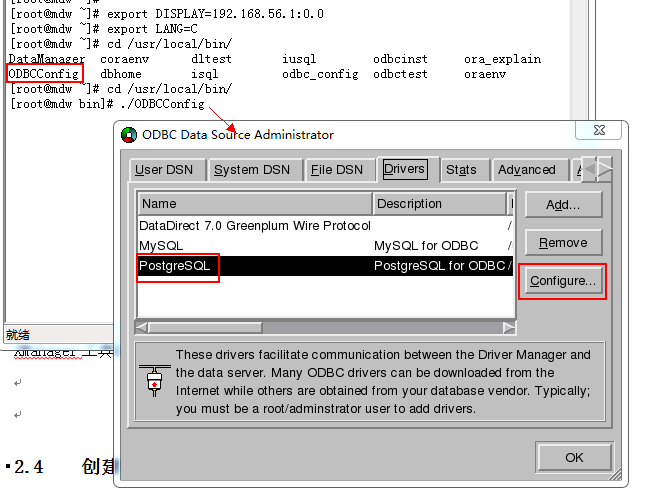 [root@mdw ~]#
[root@mdw ~]# export DISPLAY=192.168.56.1:0.0
[root@mdw ~]# export LANG=C
[root@mdw ~]# cd /usr/local/bin/
DataManager coraenv dltest iusql odbcinst ora_explain
ODBCConfig dbhome isql odbc_config odbctest oraenv
[root@mdw ~]# cd /usr/local/bin/
[root@mdw bin]# ./ODBCConfig
ODBC Data Source Administrator
User DSN System DSN File DSN Drivers Stats Advanced
Name Description
DataDirect 7.0 Greenplum Wire Protocol /
MySQL MySQL for ODBC /
PostgreSQL PostgreSQL for ODBC /
Add...
Remove
Configure...
就绪
Xmanager 工具
These drivers facilitate communication between the Driver Manager and
the data server. Many ODBC drivers can be downloaded from the
Internet while others are obtained from your database vendor. Typically;
you must be a root/adminstrator user to add drivers.
2.4 创建
OK